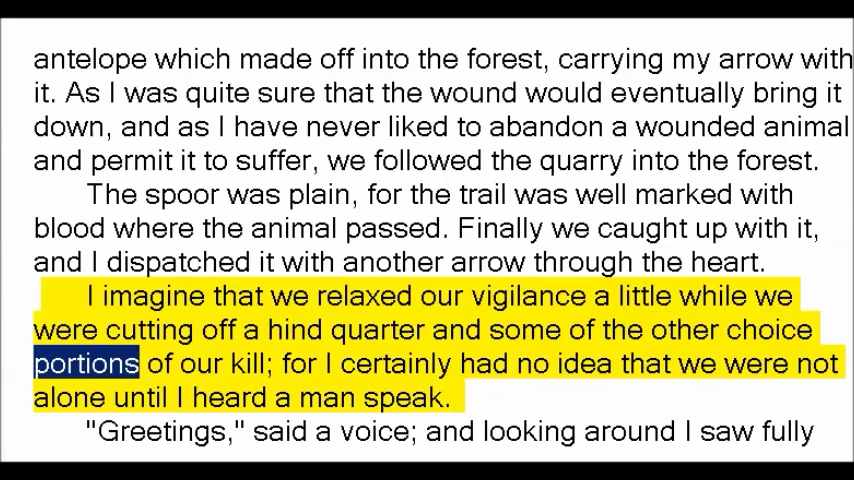 antelope which made off into the forest, carrying my arrow with
it. As I was quite sure that the wound would eventually bring it
down, and as I have never liked to abandon a wounded animal
and permit it to suffer, we followed the quarry into the forest.
The spoor was plain, for the trail was well marked with
blood where the animal passed. Finally we caught up with it,
and I dispatched it with another arrow through the heart.
I imagine that we relaxed our vigilance a little while we
were cutting off a hind quarter and some of the other choice
portions of our kill; for I certainly had no idea that we were not
alone until I heard a man speak.
"Greetings," said a voice; and looking around I saw fully